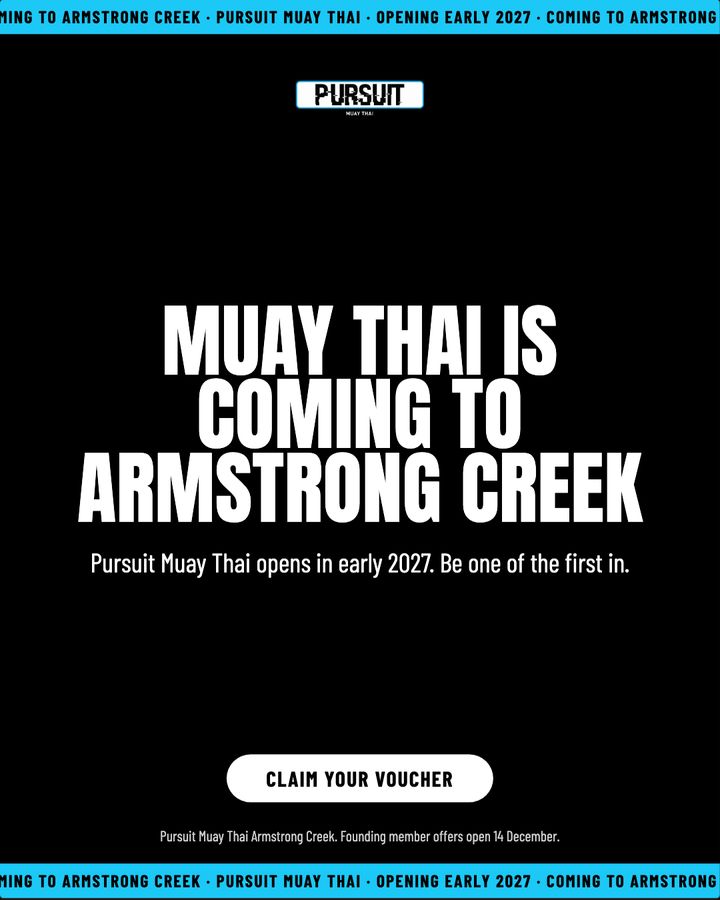 MING TO ARMSTRONG CREEK · PURSUIT MUAY THAI · OPENING EARLY 2027 · COMING TO ARMSTRONG
PURSUIT
MUAY THAI
MUAY THAI IS
COMING TO
ARMSTRONG CREEK
Pursuit Muay Thai opens in early 2027. Be one of the first in.
CLAIM YOUR VOUCHER
Pursuit Muay Thai Armstrong Creek. Founding member offers open 14 December.
MING TO ARMSTRONG CREEK · PURSUIT MUAY THAI · OPENING EARLY 2027 · COMING TO ARMSTRONG